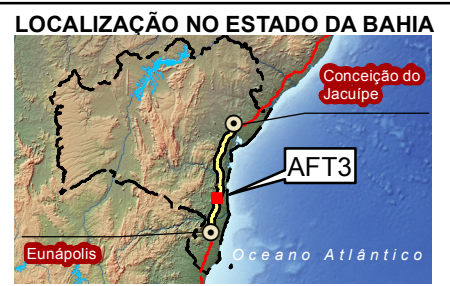 LOCALIZAÇÃO NO ESTADO DA BAHIA
Conceição do
Jacuípe
AFT3
Eunápolis
Oceano Atlântico